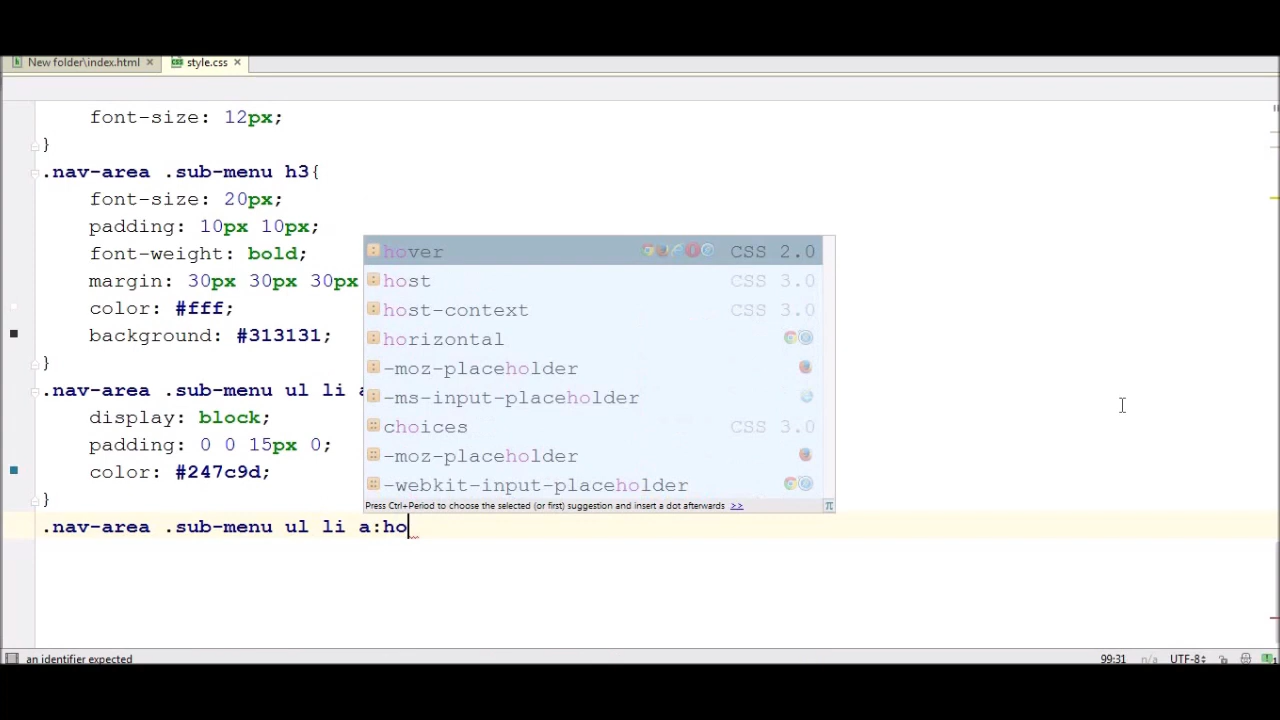 New folder\index.html
style.css
font-size: 12px;
}
.nav-area .sub-menu h3{
font-size: 20px;
padding: 10px 10px;
font-weight: bold;
margin: 30px 30px 30px
color: #fff;
background: #313131;
}
.nav-area .sub-menu ul li a
display: block;
padding: 0 0 15px 0;
color: #247c9d;
}
.nav-area .sub-menu ul li a:ho
hover CSS 2.0
host CSS 3.0
host-context CSS 3.0
horizontal
-moz-placeholder
-ms-input-placeholder
choices CSS 3.0
-moz-placeholder
-webkit-input-placeholder
Press Ctrl+Period to choose the selected (or first) suggestion and insert a dot afterwards >>
π
an identifier expected
99:31 n/a UTF-8